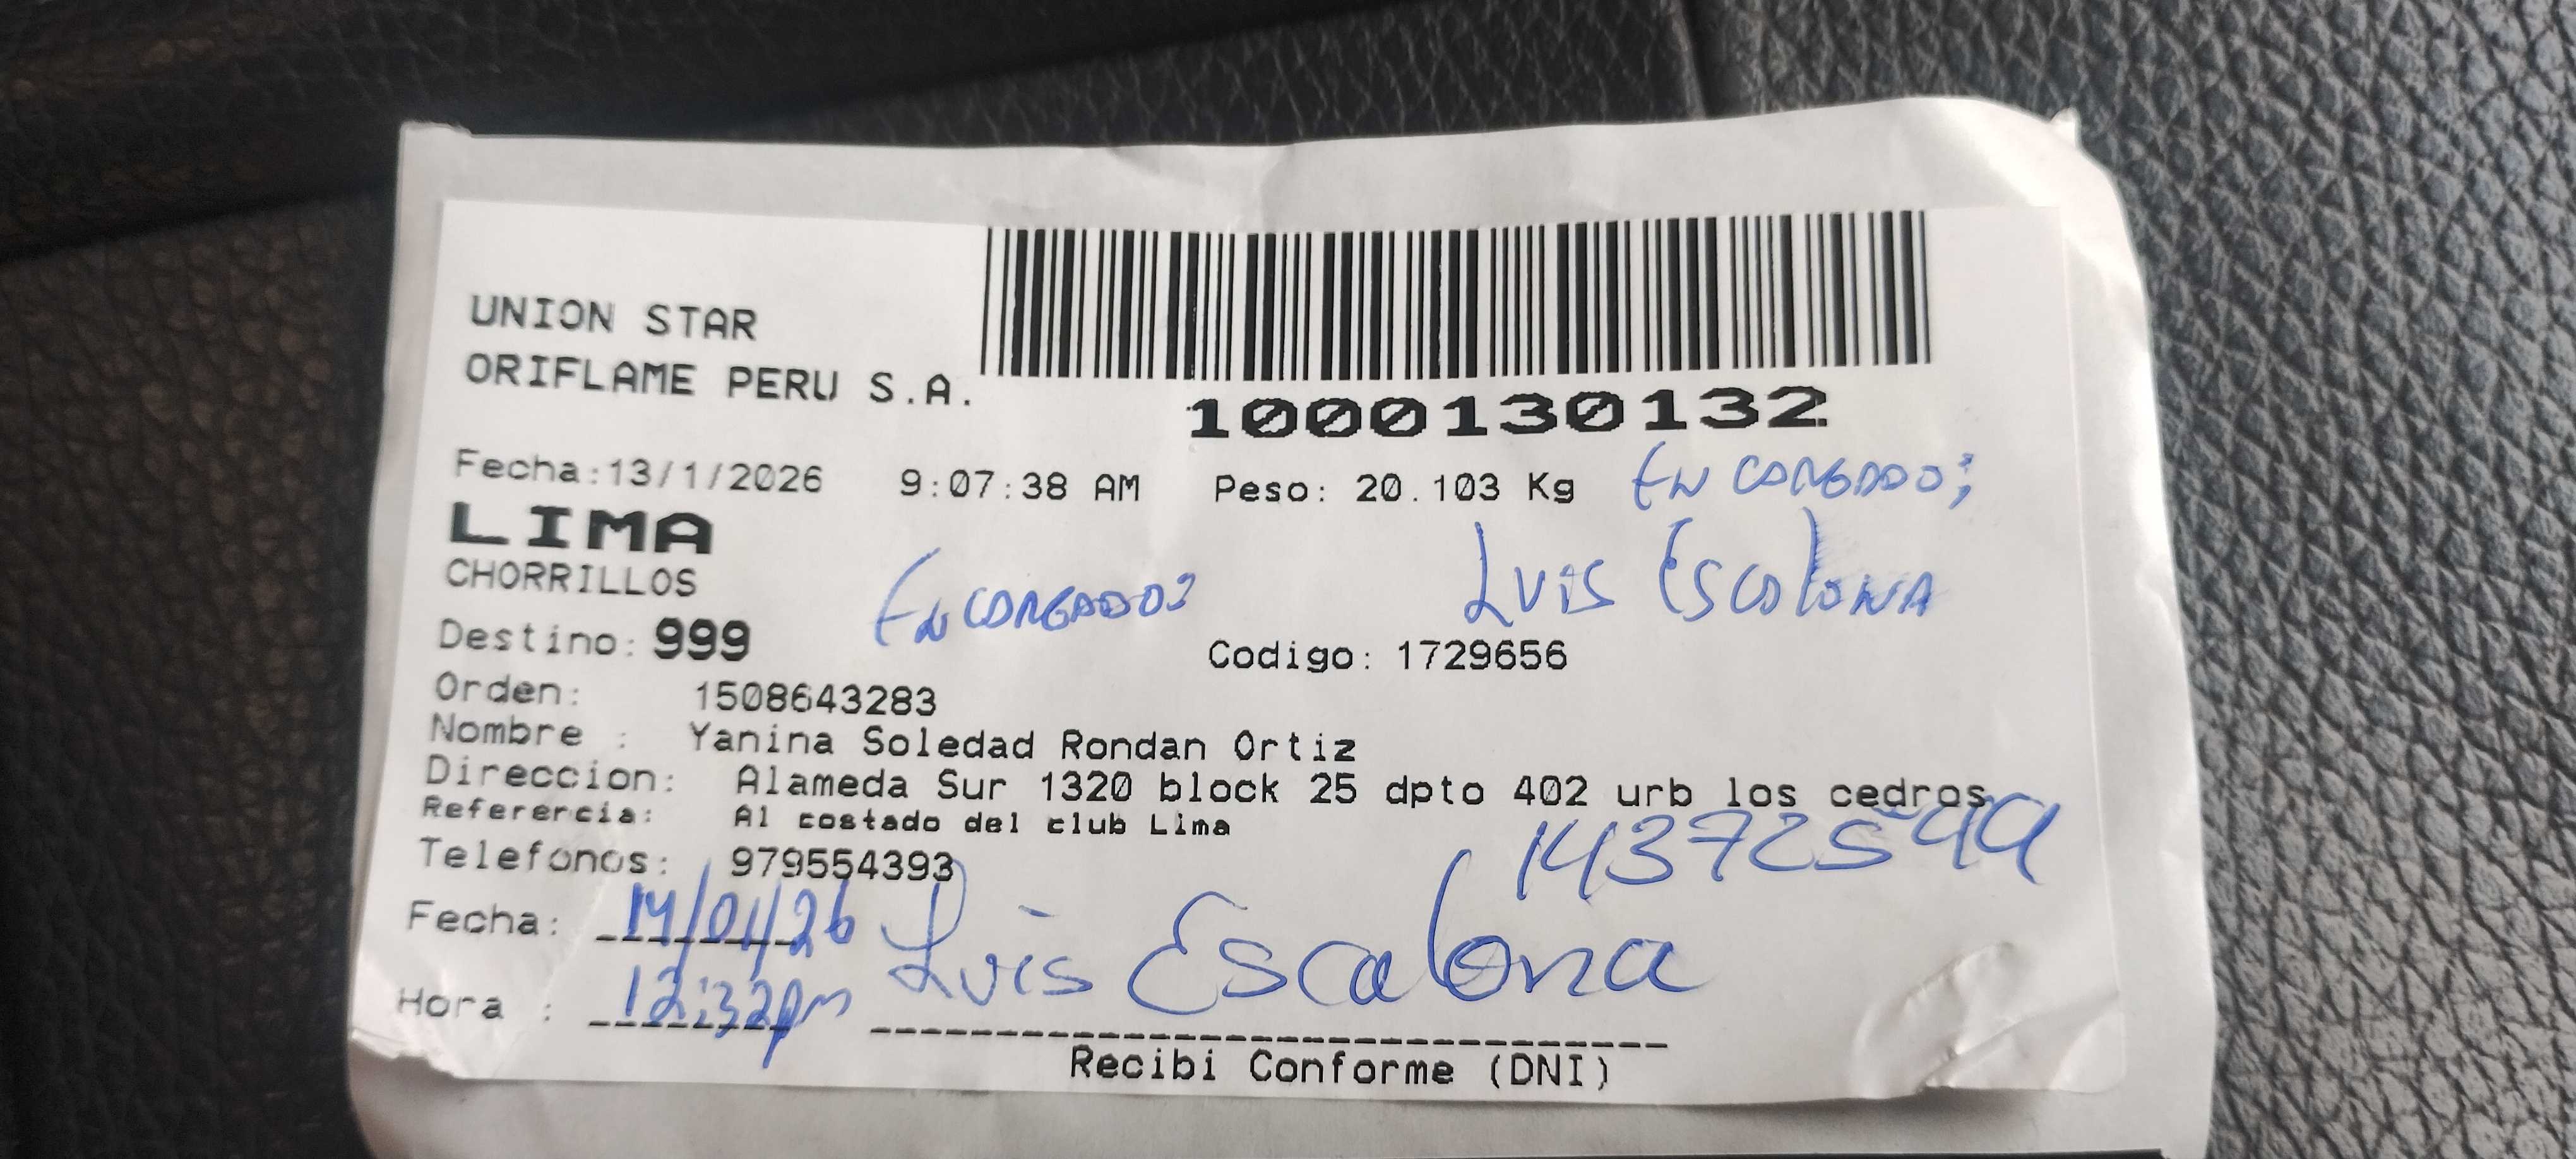 UNION STAR
ORIFLAME PERU S.A.
1000130132
Fecha:13/1/2026 9:07:38 AM Peso: 20.103 Kg ENCARGADO:
LIMA
CHORRILLOS
Luis Escalona
ENCARGADO:
Destino: 999
Codigo: 1729656
Orden: 1508643283
Nombre : Yanina Soledad Rondan Ortiz
Direccion: Alameda Sur 1320 block 25 dpto 402 urb los cedros
Referencia: Al costado del club Lima
Telefonos: 979554393
Fecha: 14/01/26 Luis Escalona
Hora : 12:32pm
Recibi Conforme (DNI)